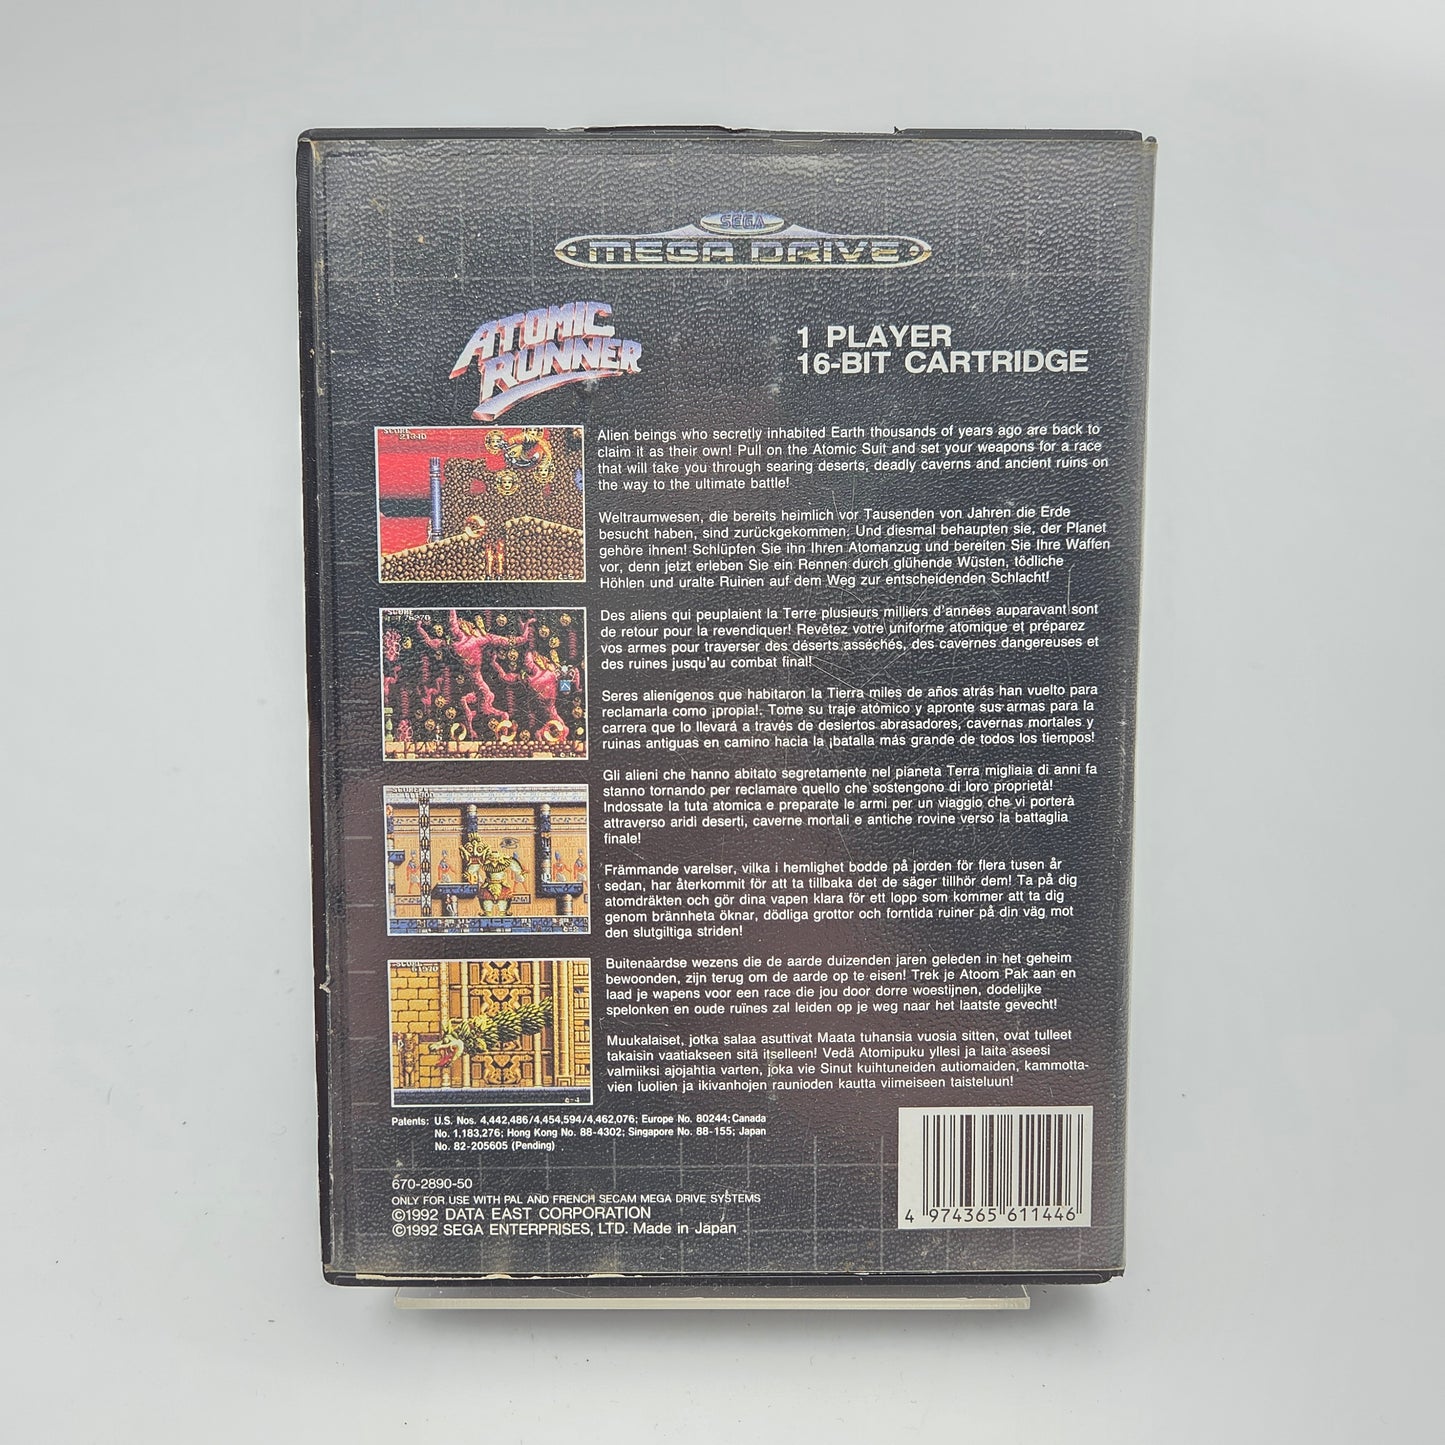 SEGA
MEGA DRIVE
ATOMIC
RUNNER
1 PLAYER
16-BIT CARTRIDGE
SCORE
21340
Alien beings who secretly inhabited Earth thousands of years ago are back to
claim it as their own! Pull on the Atomic Suit and set your weapons for a race
that will take you through searing deserts, deadly caverns and ancient ruins on
the way to the ultimate battle!
Weltraumwesen, die bereits heimlich vor Tausenden von Jahren die Erde
besucht haben, sind zurückgekommen. Und diesmal behaupten sie, der Planet
gehöre ihnen! Schlüpfen Sie ihn Ihren Atomanzug und bereiten Sie Ihre Waffen
vor, denn jetzt erleben Sie ein Rennen durch glühende Wüsten, tödliche
Höhlen und uralte Ruinen auf dem Weg zur entscheidenden Schlacht!
SCORE
Des aliens qui peuplaient la Terre plusieurs milliers d'années auparavant sont
de retour pour la revendiquer! Revêtez votre uniforme atomique et préparez
vos armes pour traverser des déserts asséchés, des cavernes dangereuses et
des ruines jusqu'au combat final!
Seres alienígenos que habitaron la Tierra miles de años atrás han vuelto para
reclamarla como ¡propia!. Tome su traje atómico y apronte sus armas para la
carrera que lo llevará a través de desiertos abrasadores, cavernas mortales y
ruinas antiguas en camino hacia la ¡batalla más grande de todos los tiempos!
SCORE
Gli alieni che hanno abitato segretamente nel pianeta Terra migliaia di anni fa
stanno tornando per reclamare quello che sostengono di loro proprietà!
Indossate la tuta atomica e preparate le armi per un viaggio che vi porterà
attraverso aridi deserti, caverne mortali e antiche rovine verso la battaglia
finale!
Främmande varelser, vilka i hemlighet bodde på jorden för flera tusen år
sedan, har återkommit för att ta tillbaka det de säger tillhör dem! Ta på dig
atomdräkten och gör dina vapen klara för ett lopp som kommer att ta dig
genom brännheta öknar, dödliga grottor och forntida ruiner på din väg mot
den slutgiltiga striden!
SCORE
61970
Buitenaardse wezens die de aarde duizenden jaren geleden in het geheim
bewoonden, zijn terug om de aarde op te eisen! Trek je Atoom Pak aan en
laad je wapens voor een race die jou door dorre woestijnen, dodelijke
spelonken en oude ruïnes zal leiden op je weg naar het laatste gevecht!
Muukalaiset, jotka salaa asuttivat Maata tuhansia vuosia sitten, ovat tulleet
takaisin vaatiakseen sitä itselleen! Vedä Atomipuku yllesi ja laita aseesi
valmiiksi ajojahtia varten, joka vie Sinut kuihtuneiden autiomaiden, kammotta-
vien luolien ja ikivanhojen raunioden kautta viimeiseen taisteluun!
Patents: U.S. Nos. 4,442,486/4,454,594/4,462,076; Europe No. 80244; Canada
No. 1,183,276; Hong Kong No. 88-4302; Singapore No. 88-155; Japan
No. 82-205605 (Pending)
670-2890-50
ONLY FOR USE WITH PAL AND FRENCH SECAM MEGA DRIVE SYSTEMS
©1992 DATA EAST CORPORATION
©1992 SEGA ENTERPRISES, LTD. Made in Japan
4 974365 611446